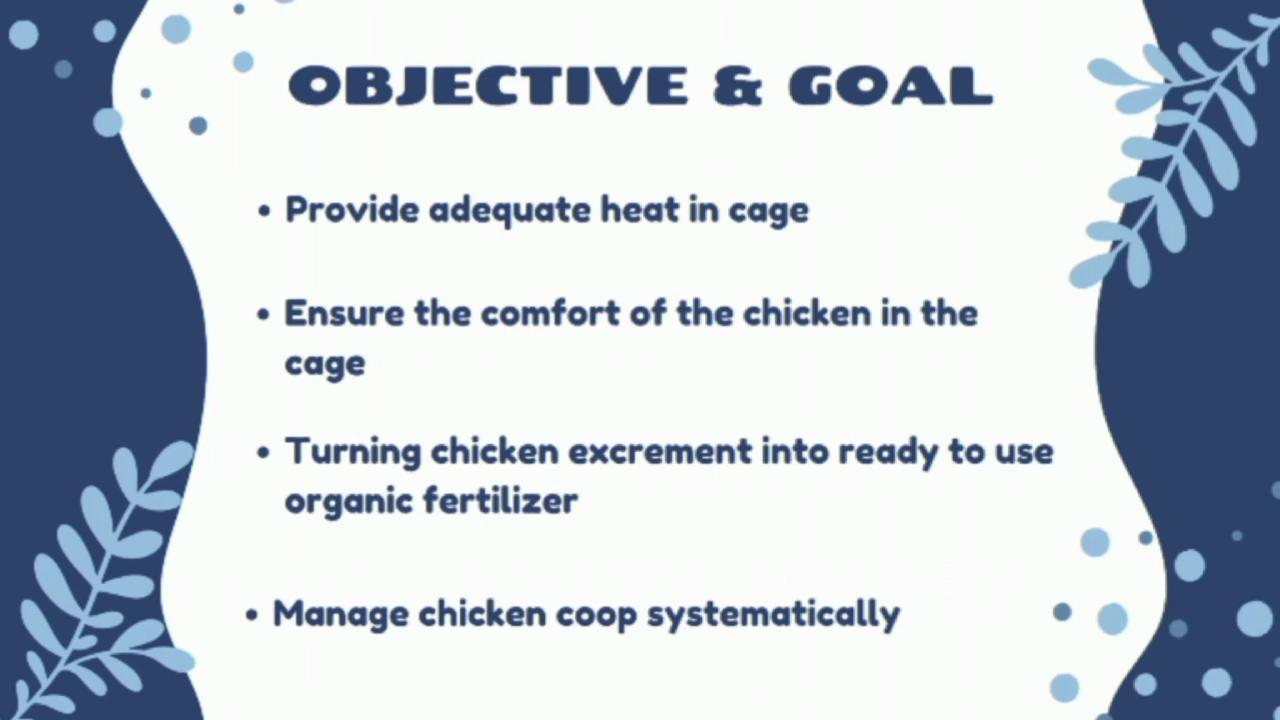 OBJECTIVE & GOAL
• Provide adequate heat in cage
• Ensure the comfort of the chicken in the
cage
• Turning chicken excrement into ready to use
organic fertilizer
• Manage chicken coop systematically